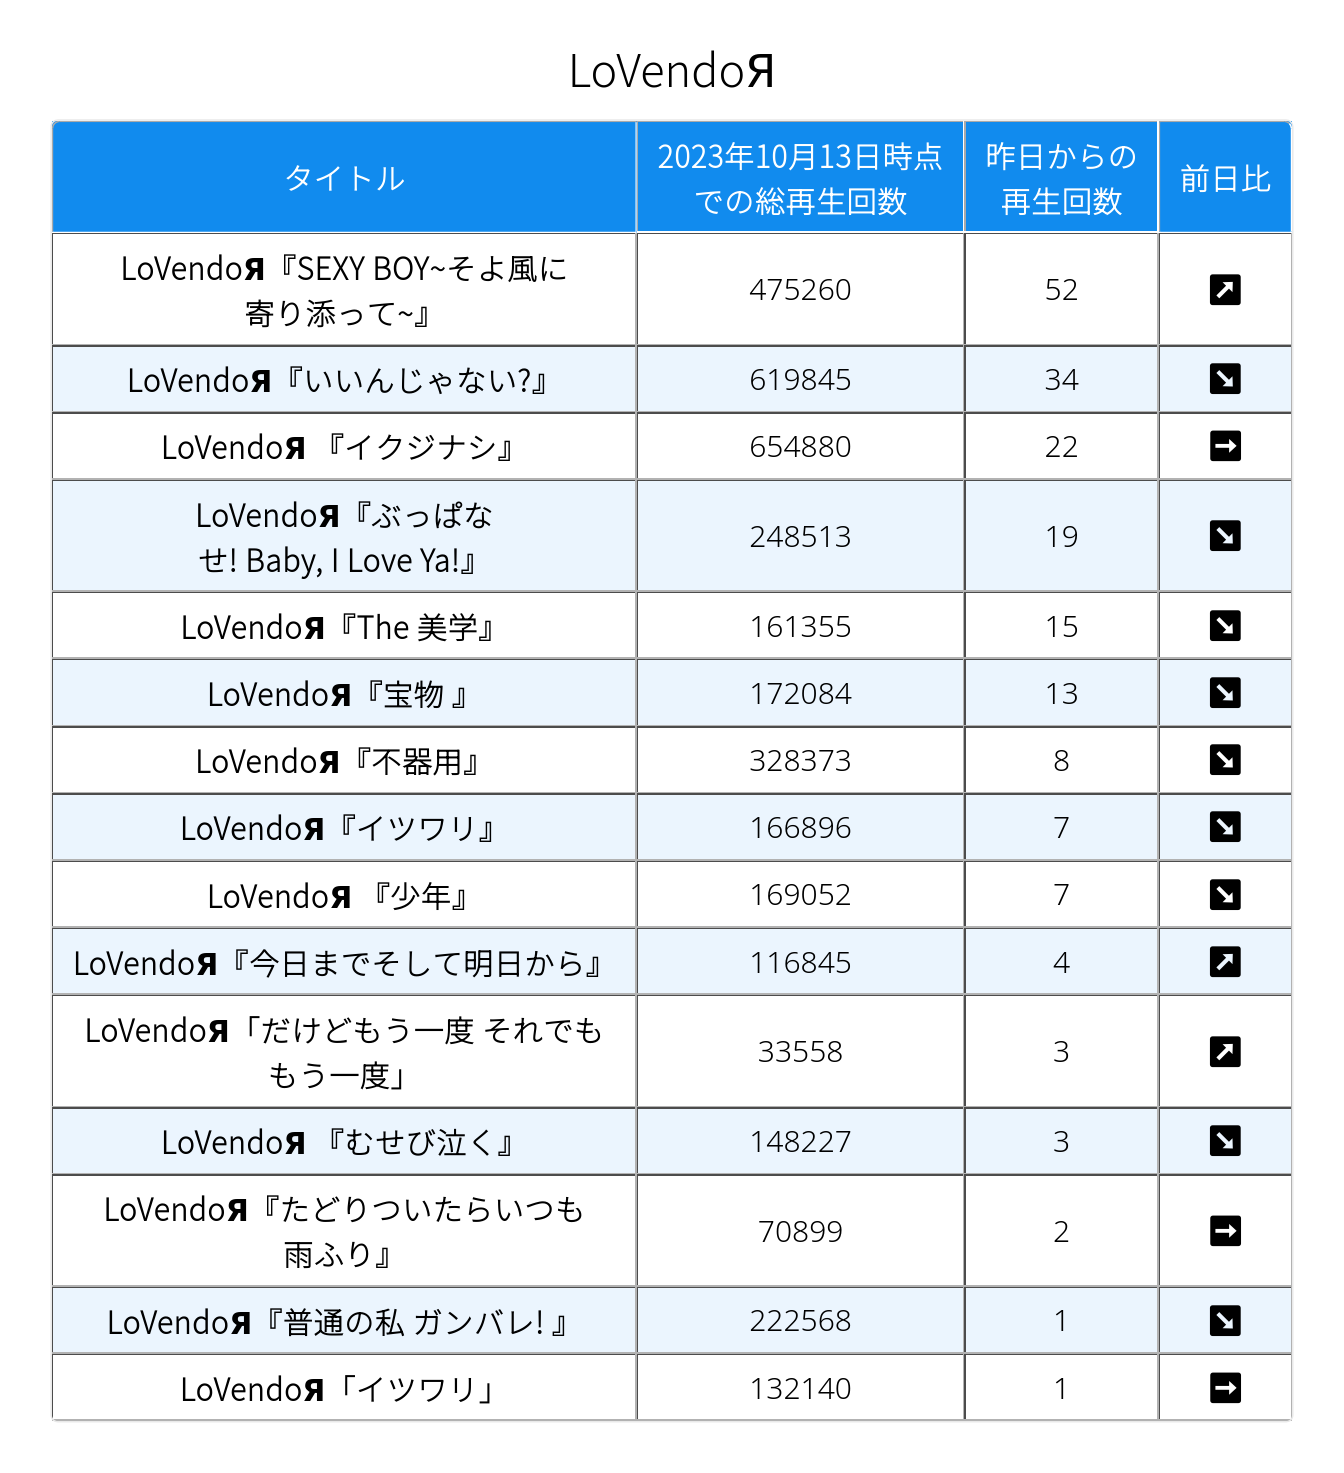 LoVendoЯ
タイトル
2023年10月13日時点
での総再生回数
昨日からの
再生回数
前日比
LoVendoЯ『SEXY BOY~そよ風に
寄り添って~』
475260
52
LoVendoЯ『いいんじゃない?』
619845
34
LoVendoЯ 『イクジナシ』
654880
22
LoVendoЯ『ぶっぱな
せ! Baby, I Love Ya!』
248513
19
LoVendoЯ『The 美学』
161355
15
LoVendoЯ『宝物 』
172084
13
LoVendoЯ『不器用』
328373
8
LoVendoЯ『イツワリ』
166896
7
LoVendoЯ 『少年』
169052
7
LoVendoЯ『今日までそして明日から』
116845
4
LoVendoЯ「だけどもう一度 それでも
もう一度」
33558
3
LoVendoЯ 『むせび泣く』
148227
3
LoVendoЯ『たどりついたらいつも
雨ふり』
70899
2
LoVendoЯ『普通の私 ガンバレ! 』
222568
1
LoVendoЯ「イツワリ」
132140
1